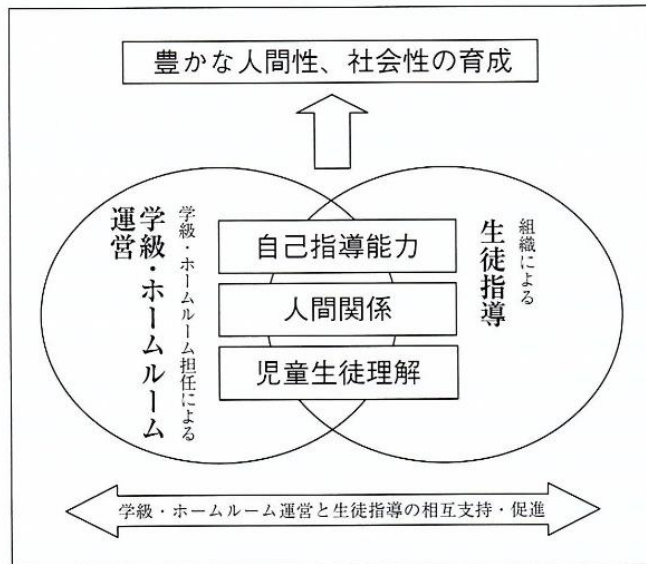 豊かな人間性、社会性の育成
学級・ホームルーム担任による
学級・ホームルーム
運営
自己指導能力
人間関係
児童生徒理解
組織による
生徒指導
学級・ホームルーム運営と生徒指導の相互支持・促進